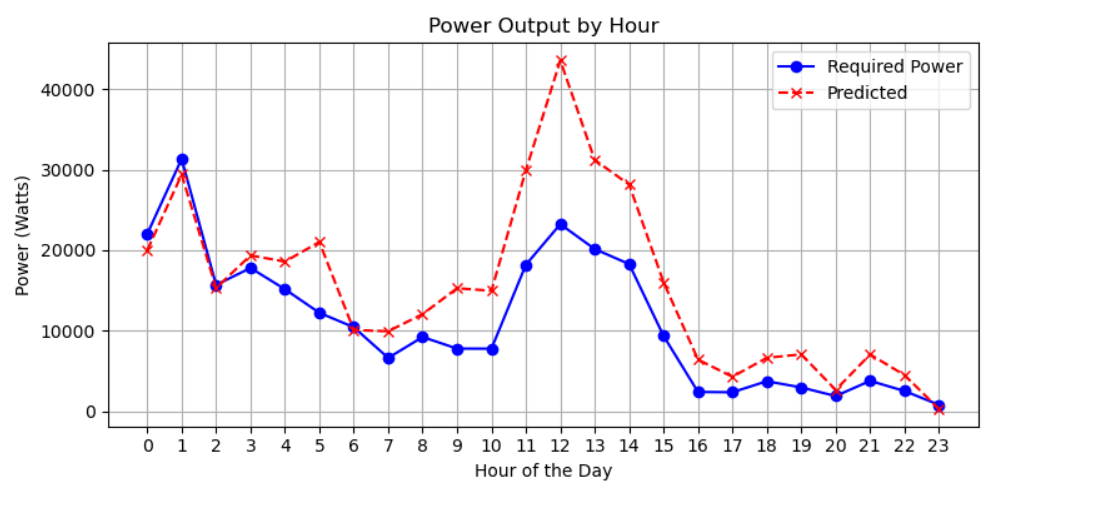 Power Output by Hour
Required Power
Predicted
Power (Watts)
40000
30000
20000
10000
0
0 1 2 3 4 5 6 7 8 9 10 11 12 13 14 15 16 17 18 19 20 21 22 23
Hour of the Day